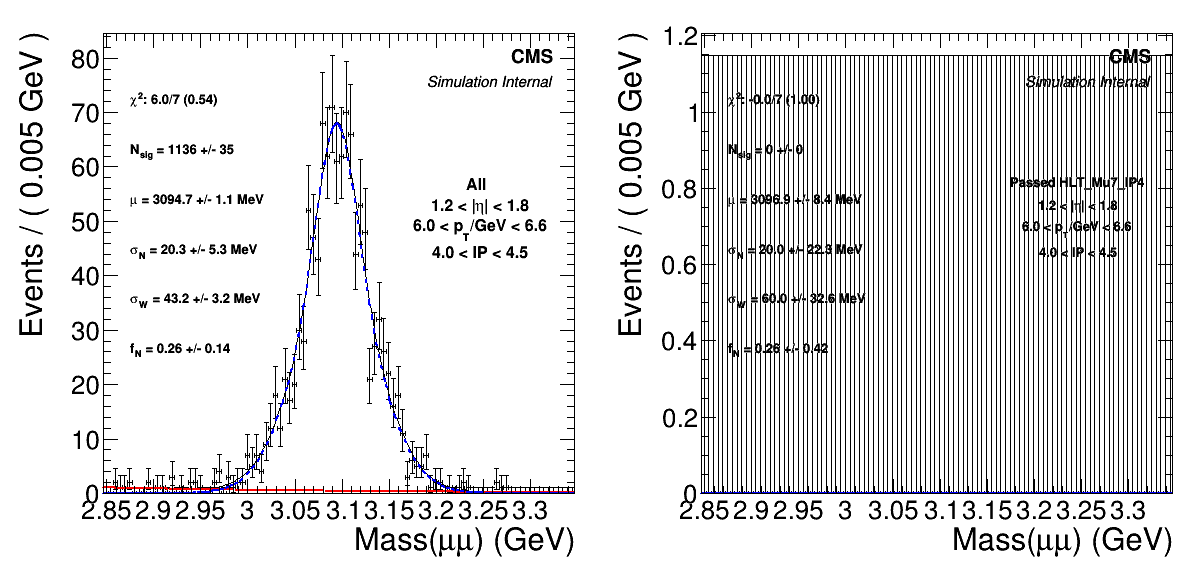 CMS
Simulation Internal
χ²: 6.0/7 (0.54)
N_sig = 1136 +/- 35
μ = 3094.7 +/- 1.1 MeV
σ_N = 20.3 +/- 5.3 MeV
σ_W = 43.2 +/- 3.2 MeV
f_N = 0.26 +/- 0.14
All
1.2 < |η| < 1.8
6.0 < p_T/GeV < 6.6
4.0 < IP < 4.5
Events / ( 0.005 GeV )
80
70
60
50
40
30
20
10
0
2.85 2.9 2.95 3 3.05 3.1 3.15 3.2 3.25 3.3
Mass(μμ) (GeV)
CMS
Simulation Internal
χ²: -0.0/7 (1.00)
N_sig = 0 +/- 0
μ = 3096.9 +/- 8.4 MeV
σ_N = 20.0 +/- 22.3 MeV
σ_W = 60.0 +/- 32.6 MeV
f_N = 0.26 +/- 0.42
Passed HLT_Mu7_IP4
1.2 < |η| < 1.8
6.0 < p_T/GeV < 6.6
4.0 < IP < 4.5
Events / ( 0.005 GeV )
1.2
1
0.8
0.6
0.4
0.2
0
2.85 2.9 2.95 3 3.05 3.1 3.15 3.2 3.25 3.3
Mass(μμ) (GeV)